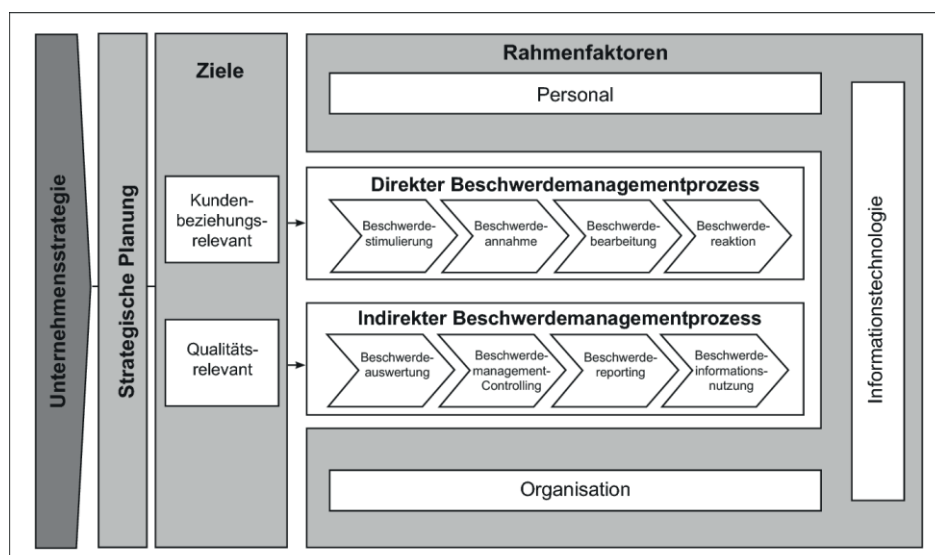 Unternehmensstrategie
Strategische Planung
Ziele
Kunden-
beziehungs-
relevant
Qualitäts-
relevant
Rahmenfaktoren
Personal
Direkter Beschwerdemanagementprozess
Beschwerde-
stimulierung
Beschwerde-
annahme
Beschwerde-
bearbeitung
Beschwerde-
reaktion
Indirekter Beschwerdemanagementprozess
Beschwerde-
auswertung
Beschwerde-
management-
Controlling
Beschwerde-
reporting
Beschwerde-
informations-
nutzung
Organisation
Informationstechnologie